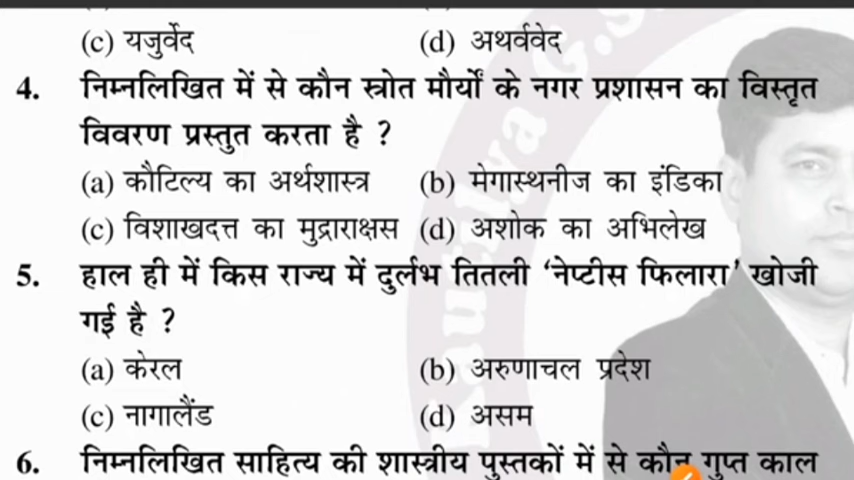 (c) यजुर्वेद (d) अथर्ववेद
4. निम्नलिखित में से कौन स्त्रोत मौर्यों के नगर प्रशासन का विस्तृत
विवरण प्रस्तुत करता है ?
(a) कौटिल्य का अर्थशास्त्र (b) मेगास्थनीज का इंडिका
(c) विशाखदत्त का मुद्राराक्षस (d) अशोक का अभिलेख
5. हाल ही में किस राज्य में दुर्लभ तितली ‘नेप्टीस फिलारा’ खोजी
गई है ?
(a) केरल (b) अरुणाचल प्रदेश
(c) नागालैंड (d) असम
6. निम्नलिखित साहित्य की शास्त्रीय पुस्तकों में से कौन गुप्त काल
Kautilya G.S